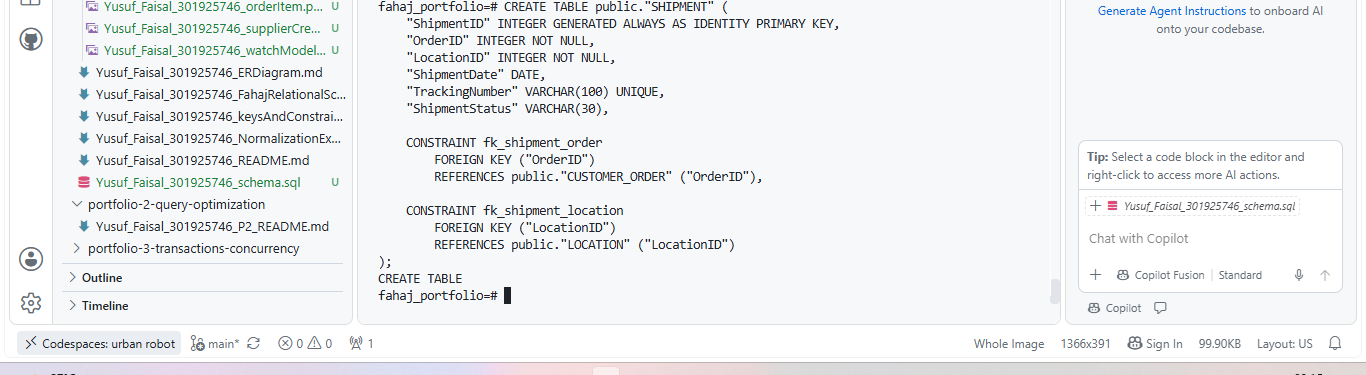 Yusuf_Faisal_301925746_orderItem.p...
Yusuf_Faisal_301925746_supplierCre... U
Yusuf_Faisal_301925746_watchModel... U
Yusuf_Faisal_301925746_ERDiagram.md
Yusuf_Faisal_301925746_FahajRelationalSc...
Yusuf_Faisal_301925746_keysAndConstrai...
Yusuf_Faisal_301925746_NormalizationEx...
Yusuf_Faisal_301925746_README.md
Yusuf_Faisal_301925746_schema.sql U
portfolio-2-query-optimization
Yusuf_Faisal_301925746_P2_README.md
portfolio-3-transactions-concurrency
Outline
Timeline
fahaj_portfolio=# CREATE TABLE public."SHIPMENT" (
"ShipmentID" INTEGER GENERATED ALWAYS AS IDENTITY PRIMARY KEY,
"OrderID" INTEGER NOT NULL,
"LocationID" INTEGER NOT NULL,
"ShipmentDate" DATE,
"TrackingNumber" VARCHAR(100) UNIQUE,
"ShipmentStatus" VARCHAR(30),
CONSTRAINT fk_shipment_order
FOREIGN KEY ("OrderID")
REFERENCES public."CUSTOMER_ORDER" ("OrderID"),
CONSTRAINT fk_shipment_location
FOREIGN KEY ("LocationID")
REFERENCES public."LOCATION" ("LocationID")
);
CREATE TABLE
fahaj_portfolio=#
Generate Agent Instructions to onboard AI
onto your codebase.
Tip: Select a code block in the editor and
right-click to access more AI actions.
Yusuf_Faisal_301925746_schema.sql
Chat with Copilot
Copilot Fusion | Standard
Copilot
Codespaces: urban robot main* 0 0 1 Whole Image 1366x391 Sign In 99.90KB Layout: US